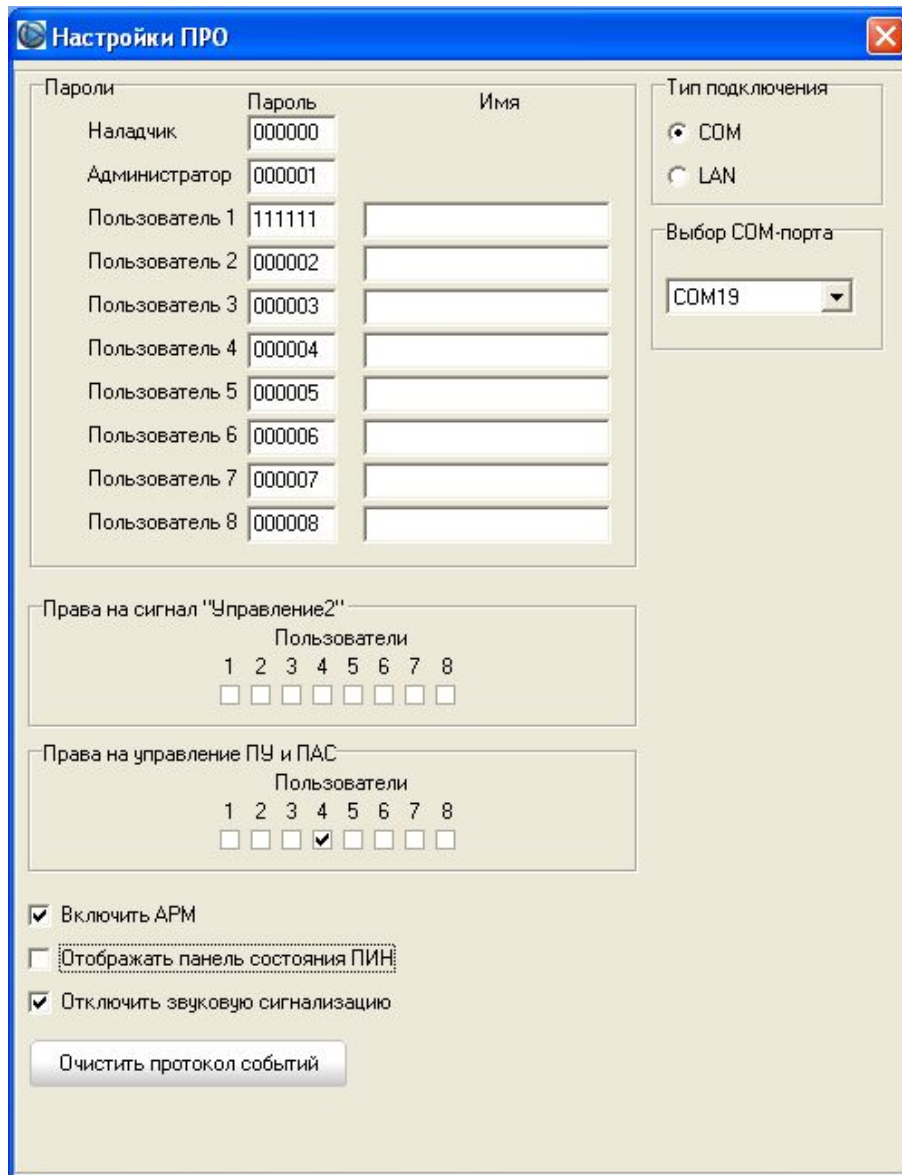 Настройки ПРО
Пароли
Пароль Имя
Наладчик 000000
Администратор 000001
Пользователь 1 111111
Пользователь 2 000002
Пользователь 3 000003
Пользователь 4 000004
Пользователь 5 000005
Пользователь 6 000006
Пользователь 7 000007
Пользователь 8 000008
Тип подключения
COM
LAN
Выбор COM-порта
COM19
Права на сигнал "Управление2"
Пользователи
1 2 3 4 5 6 7 8
Права на управление ПУ и ПАС
Пользователи
1 2 3 4 5 6 7 8
Включить АРМ
Отображать панель состояния ПИН
Отключить звуковую сигнализацию
Очистить протокол событий